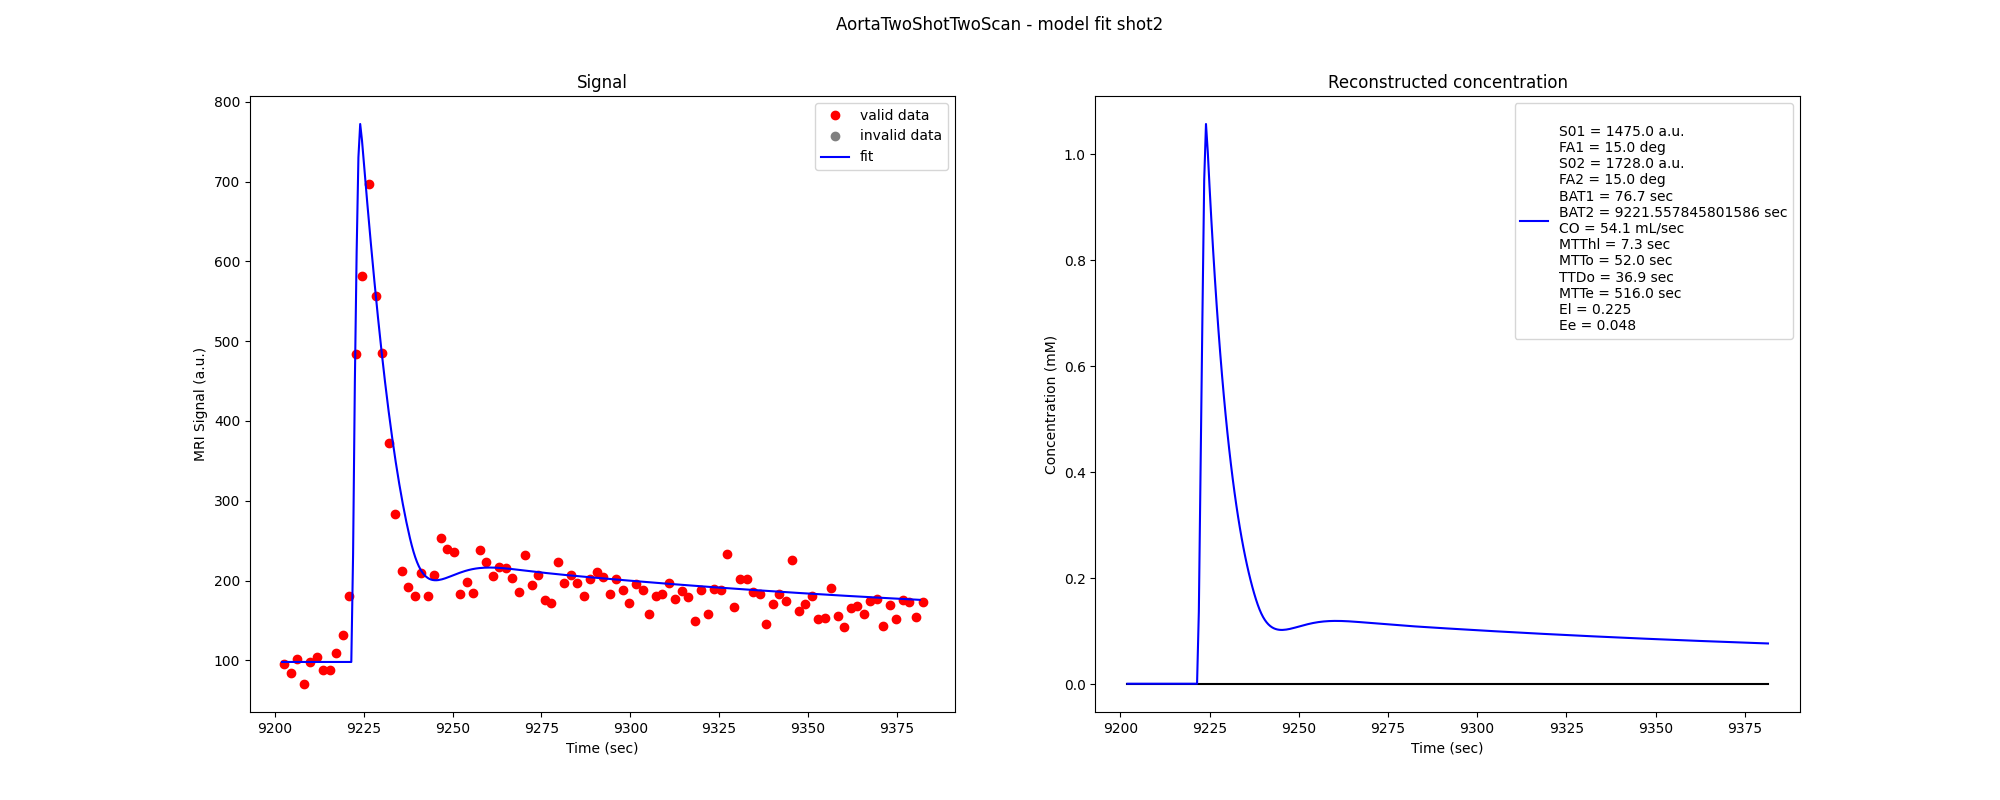 AortaTwoShotTwoScan - model fit shot2
Signal
MRI Signal (a.u.)
800
700
600
500
400
300
200
100
valid data
invalid data
fit
9200 9225 9250 9275 9300 9325 9350 9375
Time (sec)
Reconstructed concentration
Concentration (mM)
1.0
0.8
0.6
0.4
0.2
0.0
S01 = 1475.0 a.u.
FA1 = 15.0 deg
S02 = 1728.0 a.u.
FA2 = 15.0 deg
BAT1 = 76.7 sec
BAT2 = 9221.557845801586 sec
CO = 54.1 mL/sec
MTThl = 7.3 sec
MTTo = 52.0 sec
TTDo = 36.9 sec
MTTe = 516.0 sec
El = 0.225
Ee = 0.048
9200 9225 9250 9275 9300 9325 9350 9375
Time (sec)